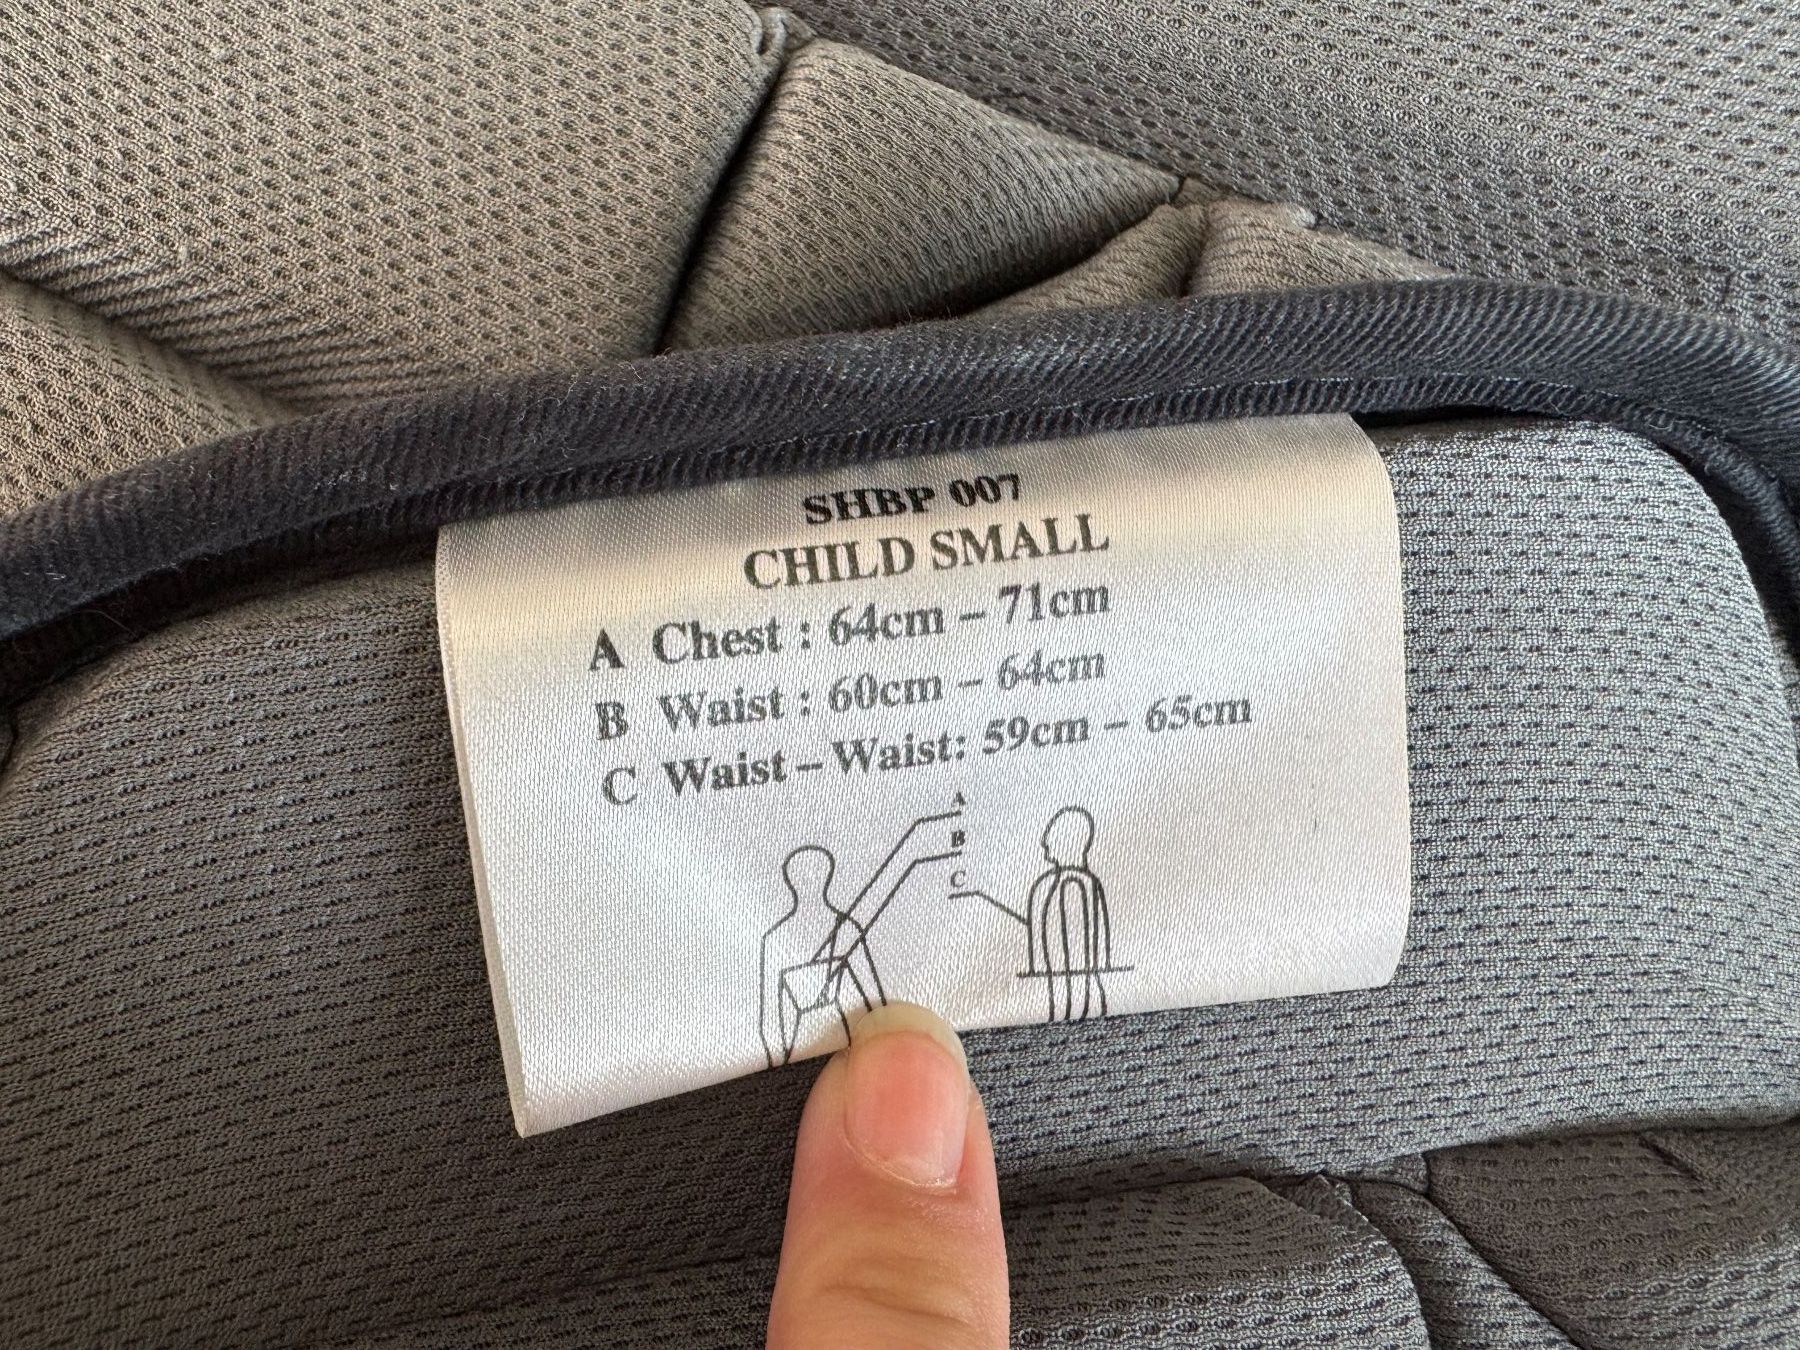 SHBP 007
CHILD SMALL
A Chest : 64cm – 71cm
B Waist : 60cm – 64cm
C Waist – Waist: 59cm – 65cm
A
B
C